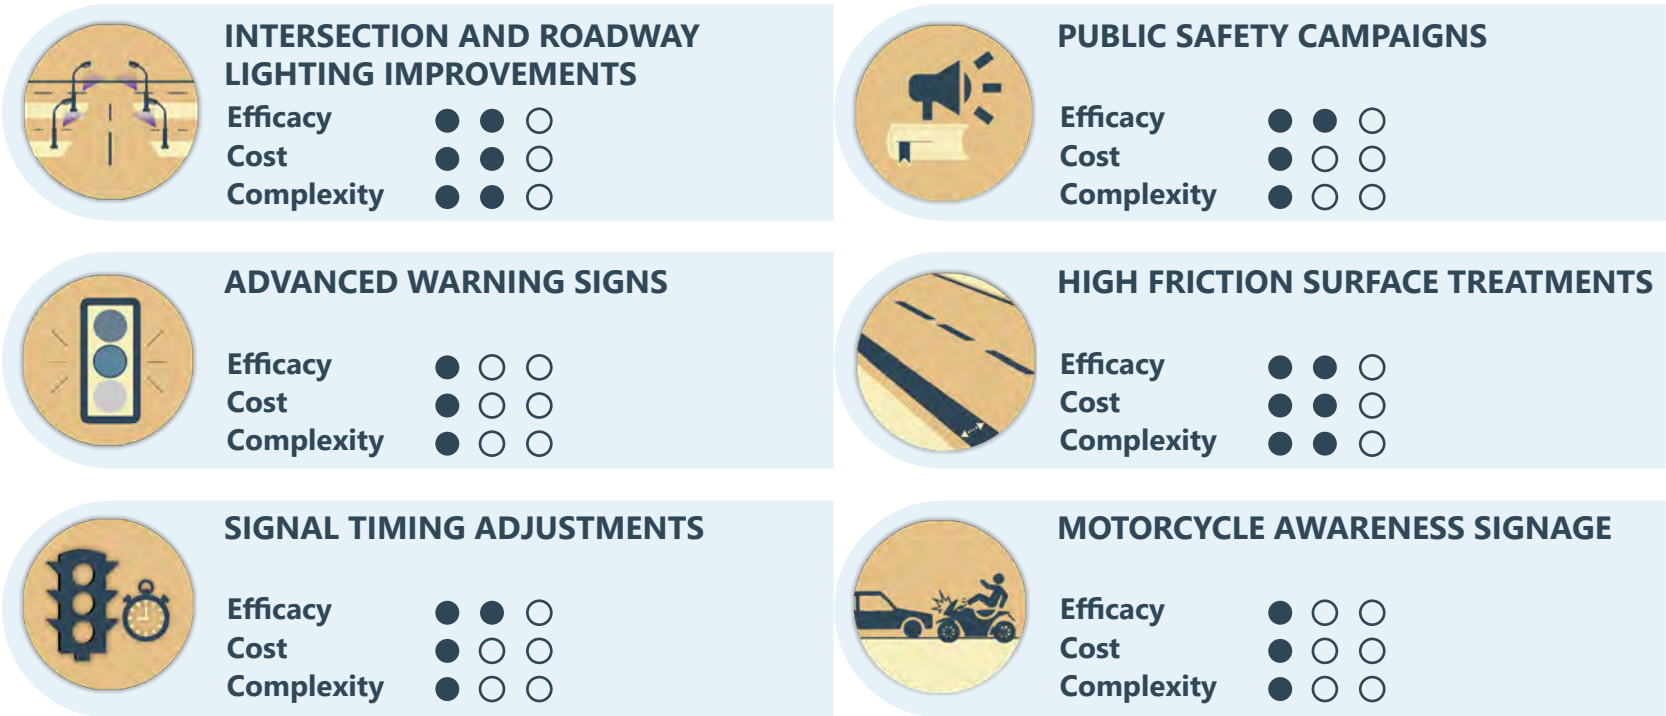 INTERSECTION AND ROADWAY
LIGHTING IMPROVEMENTS
Efficacy
Cost
Complexity
PUBLIC SAFETY CAMPAIGNS
Efficacy
Cost
Complexity
ADVANCED WARNING SIGNS
Efficacy
Cost
Complexity
HIGH FRICTION SURFACE TREATMENTS
Efficacy
Cost
Complexity
SIGNAL TIMING ADJUSTMENTS
Efficacy
Cost
Complexity
MOTORCYCLE AWARENESS SIGNAGE
Efficacy
Cost
Complexity